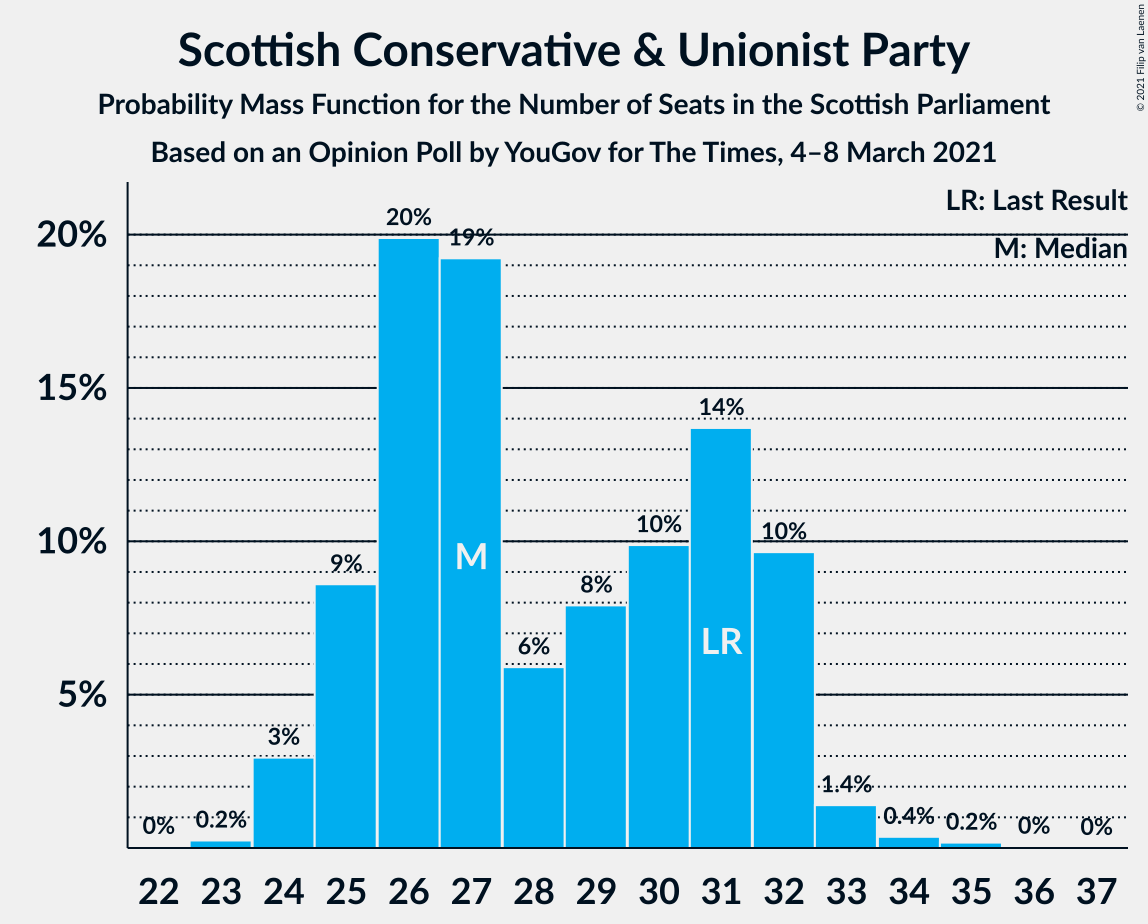 Scottish Conservative & Unionist Party
Probability Mass Function for the Number of Seats in the Scottish Parliament
Based on an Opinion Poll by YouGov for The Times, 4–8 March 2021
© 2021 Filip van Laenen
LR: Last Result
M: Median
20%
15%
10%
5%
0%
0.2%
3%
9%
20%
19%
6%
8%
10%
14%
10%
1.4%
0.4%
0.2%
0%
0%
M
LR
22 23 24 25 26 27 28 29 30 31 32 33 34 35 36 37